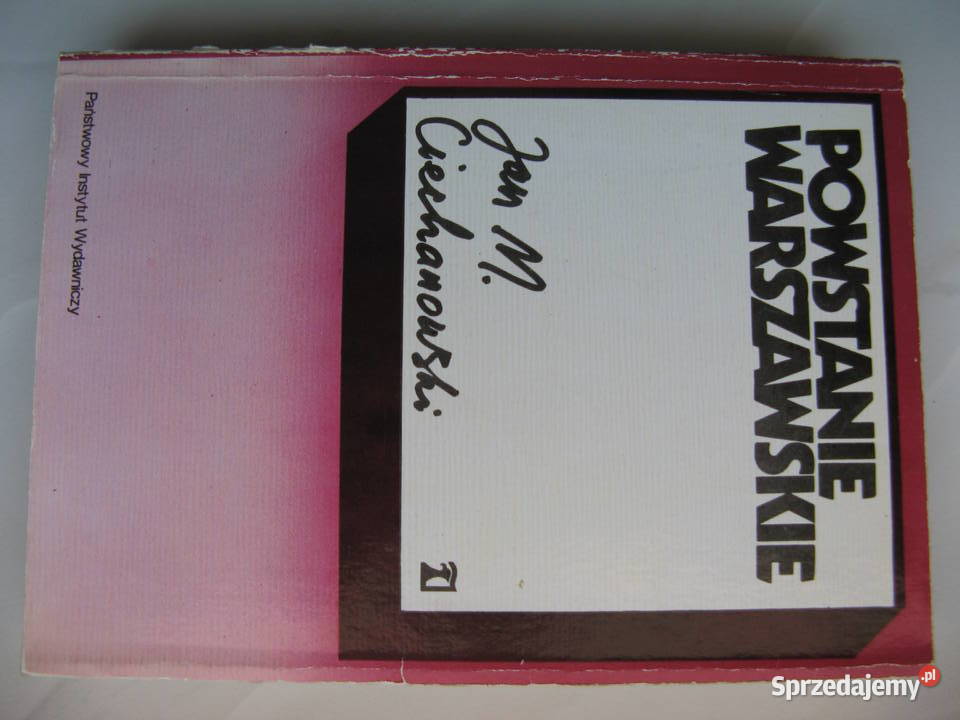 POWSTANIE
WARSZAWSKIE
Jan M.
Ciechanowski
Państwowy Instytut Wydawniczy
Sprzedajemy.pl